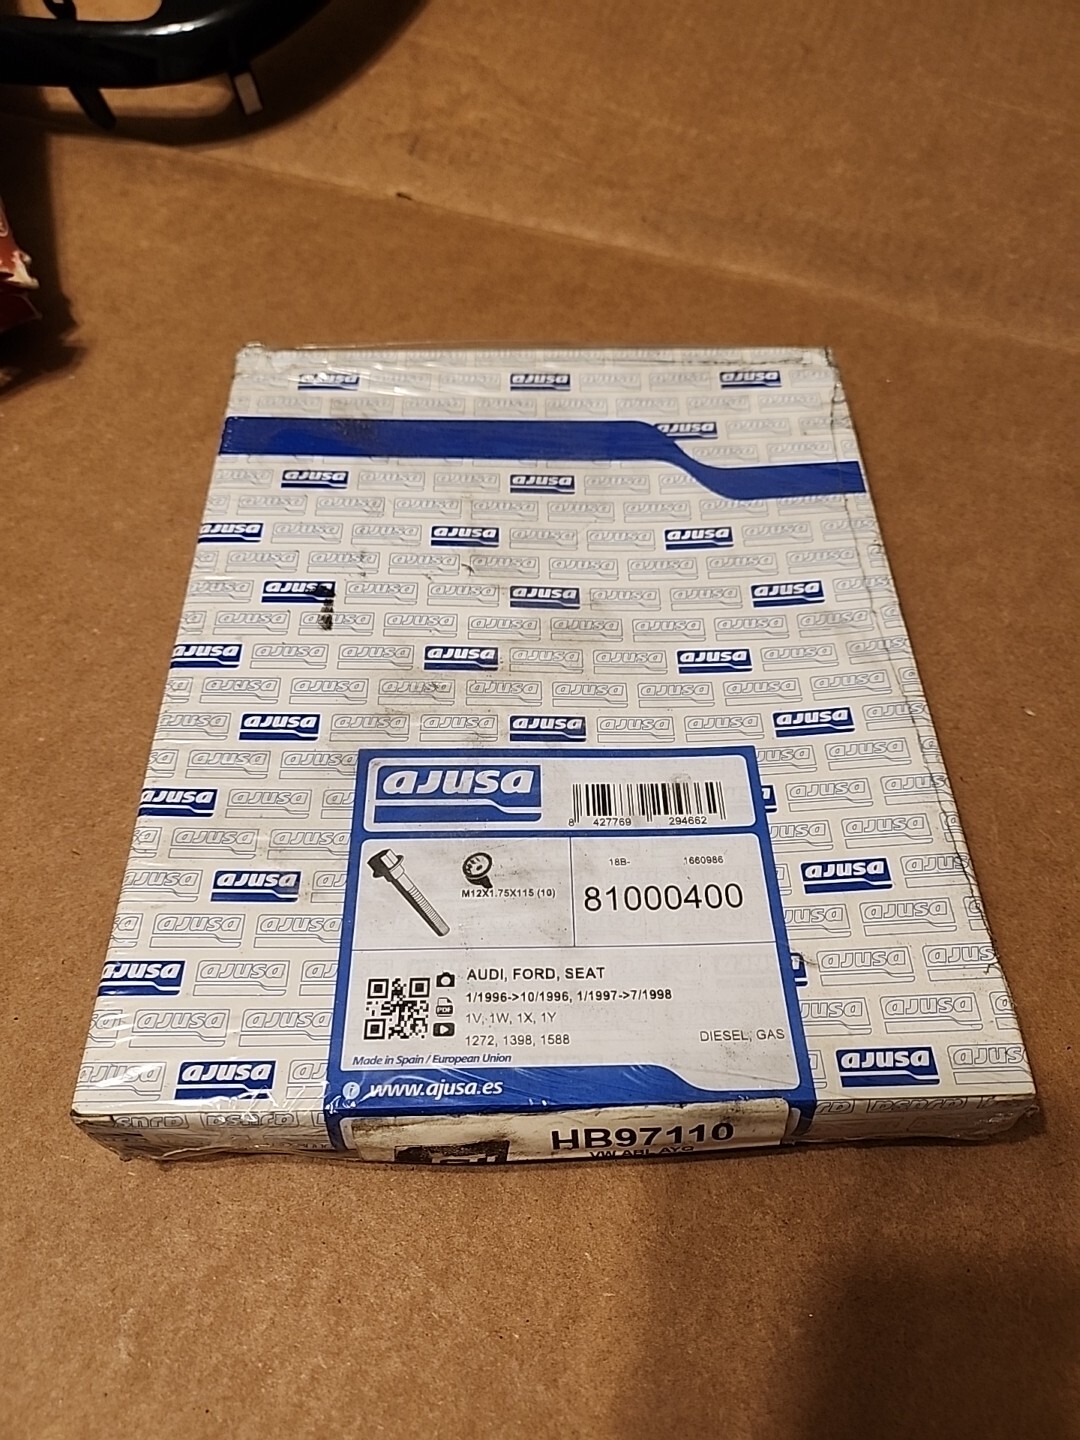 ajusa
8 427769 294662
M12X1.75X115 (10)
18B- 1660986
81000400
AUDI, FORD, SEAT
1/1996->10/1996, 1/1997->7/1998
1V, 1W, 1X, 1Y
PDF
1272, 1398, 1588
DIESEL, GAS
Made in Spain / European Union
www.ajusa.es
HB97110